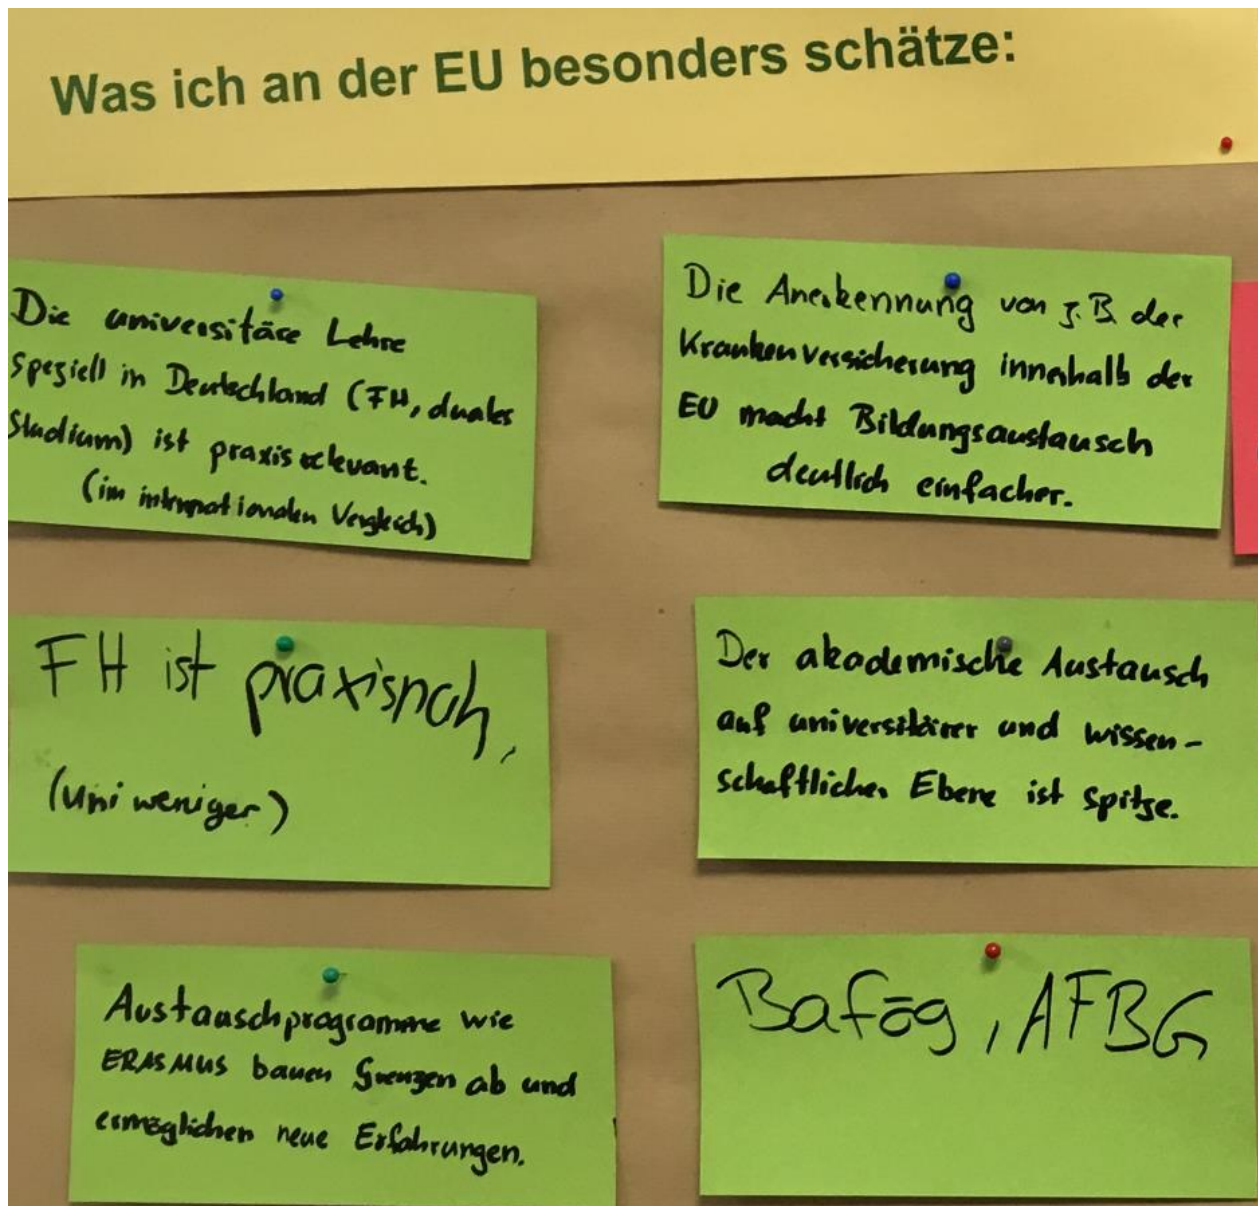 Was ich an der EU besonders schätze:
Die universitäre Lehre
speziell in Deutschland (FH, duales
Studium) ist praxisrelevant.
(im internationalen Vergleich)
Die Anerkennung von z.B. der
Krankenversicherung innerhalb der
EU macht Bildungsaustausch
deutlich einfacher.
FH ist praxisnah,
(uni weniger)
Der akademische Austausch
auf universitärer und wissen-
schaftlicher Ebene ist spitze.
Austauschprogramme wie
ERASMUS bauen Grenzen ab und
ermöglichen neue Erfahrungen.
Bafög, AFBG